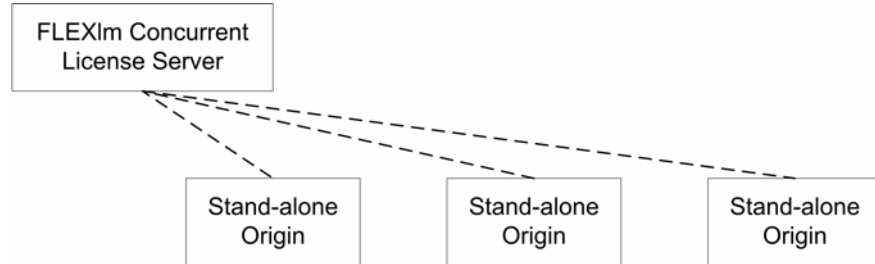 FLEXlm Concurrent
License Server
Stand-alone
Origin
Stand-alone
Origin
Stand-alone
Origin